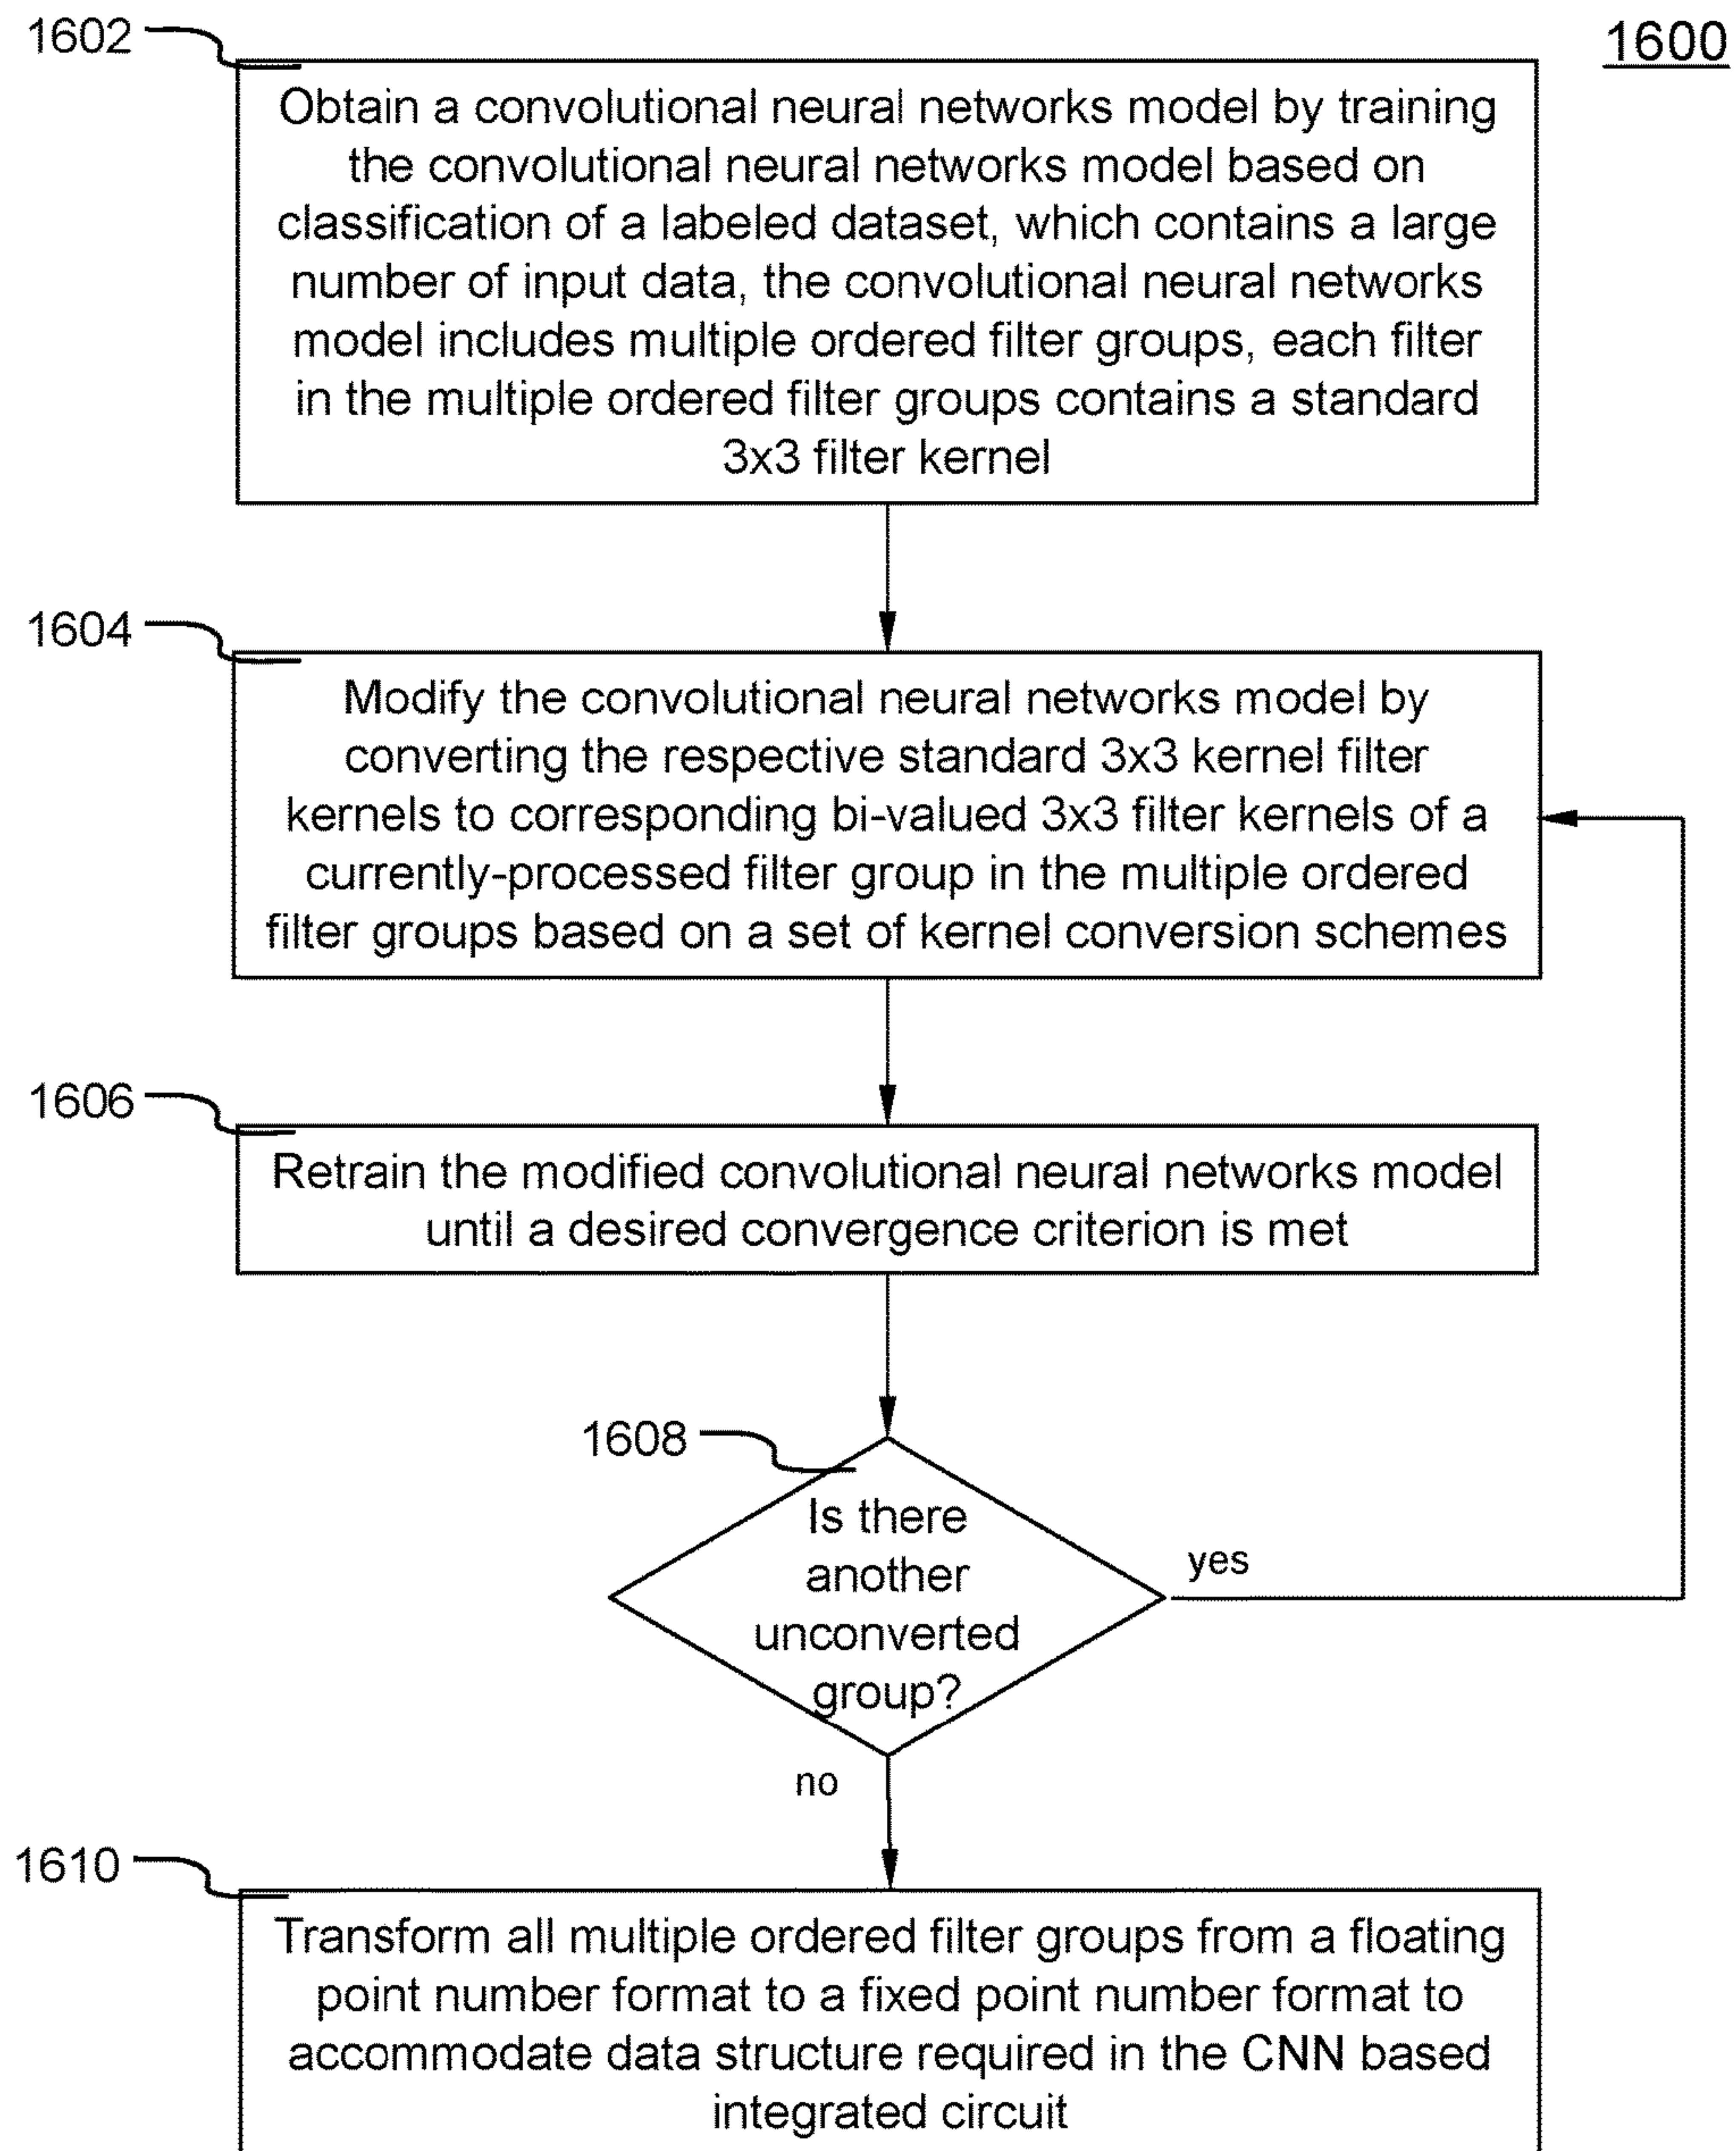 1602
1600
Obtain a convolutional neural networks model by training
the convolutional neural networks model based on
classification of a labeled dataset, which contains a large
number of input data, the convolutional neural networks
model includes multiple ordered filter groups, each filter
in the multiple ordered filter groups contains a standard
3x3 filter kernel
1604
Modify the convolutional neural networks model by
converting the respective standard 3x3 kernel filter
kernels to corresponding bi-valued 3x3 filter kernels of a
currently-processed filter group in the multiple ordered
filter groups based on a set of kernel conversion schemes
1606
Retrain the modified convolutional neural networks model
until a desired convergence criterion is met
1608
Is there
another
unconverted
group?
yes
no
1610
Transform all multiple ordered filter groups from a floating
point number format to a fixed point number format to
accommodate data structure required in the CNN based
integrated circuit